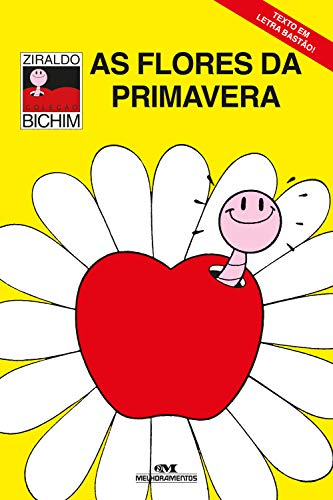 ZIRALDO
COLEÇÃO
BICHIM
AS FLORES DA
PRIMAVERA
TEXTO EM
LETRA BASTÃO!
MELHORAMENTOS